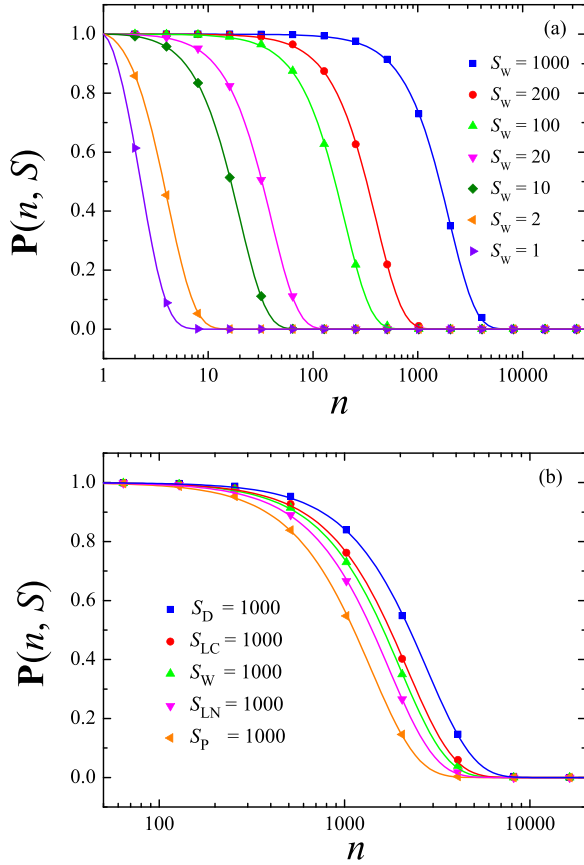 (a)
1.0
0.8
0.6
0.4
0.2
0.0
P(n, S)
S_W = 1000
S_W = 200
S_W = 100
S_W = 20
S_W = 10
S_W = 2
S_W = 1
1 10 100 1000 10000
n
(b)
1.0
0.8
0.6
0.4
0.2
0.0
P(n, S)
S_D = 1000
S_LC = 1000
S_W = 1000
S_LN = 1000
S_P = 1000
100 1000 10000
n